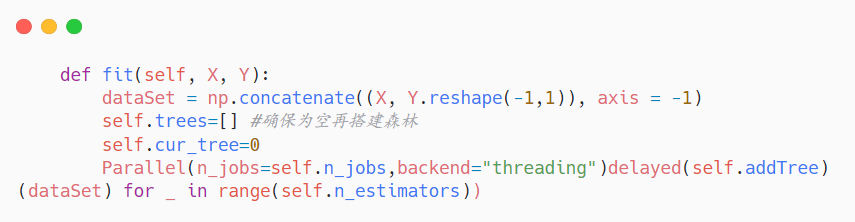 def fit(self, X, Y):
dataSet = np.concatenate((X, Y.reshape(-1,1)), axis = -1)
self.trees=[] #确保为空再搭建森林
self.cur_tree=0
Parallel(n_jobs=self.n_jobs,backend="threading")delayed(self.addTree)
(dataSet) for _ in range(self.n_estimators))